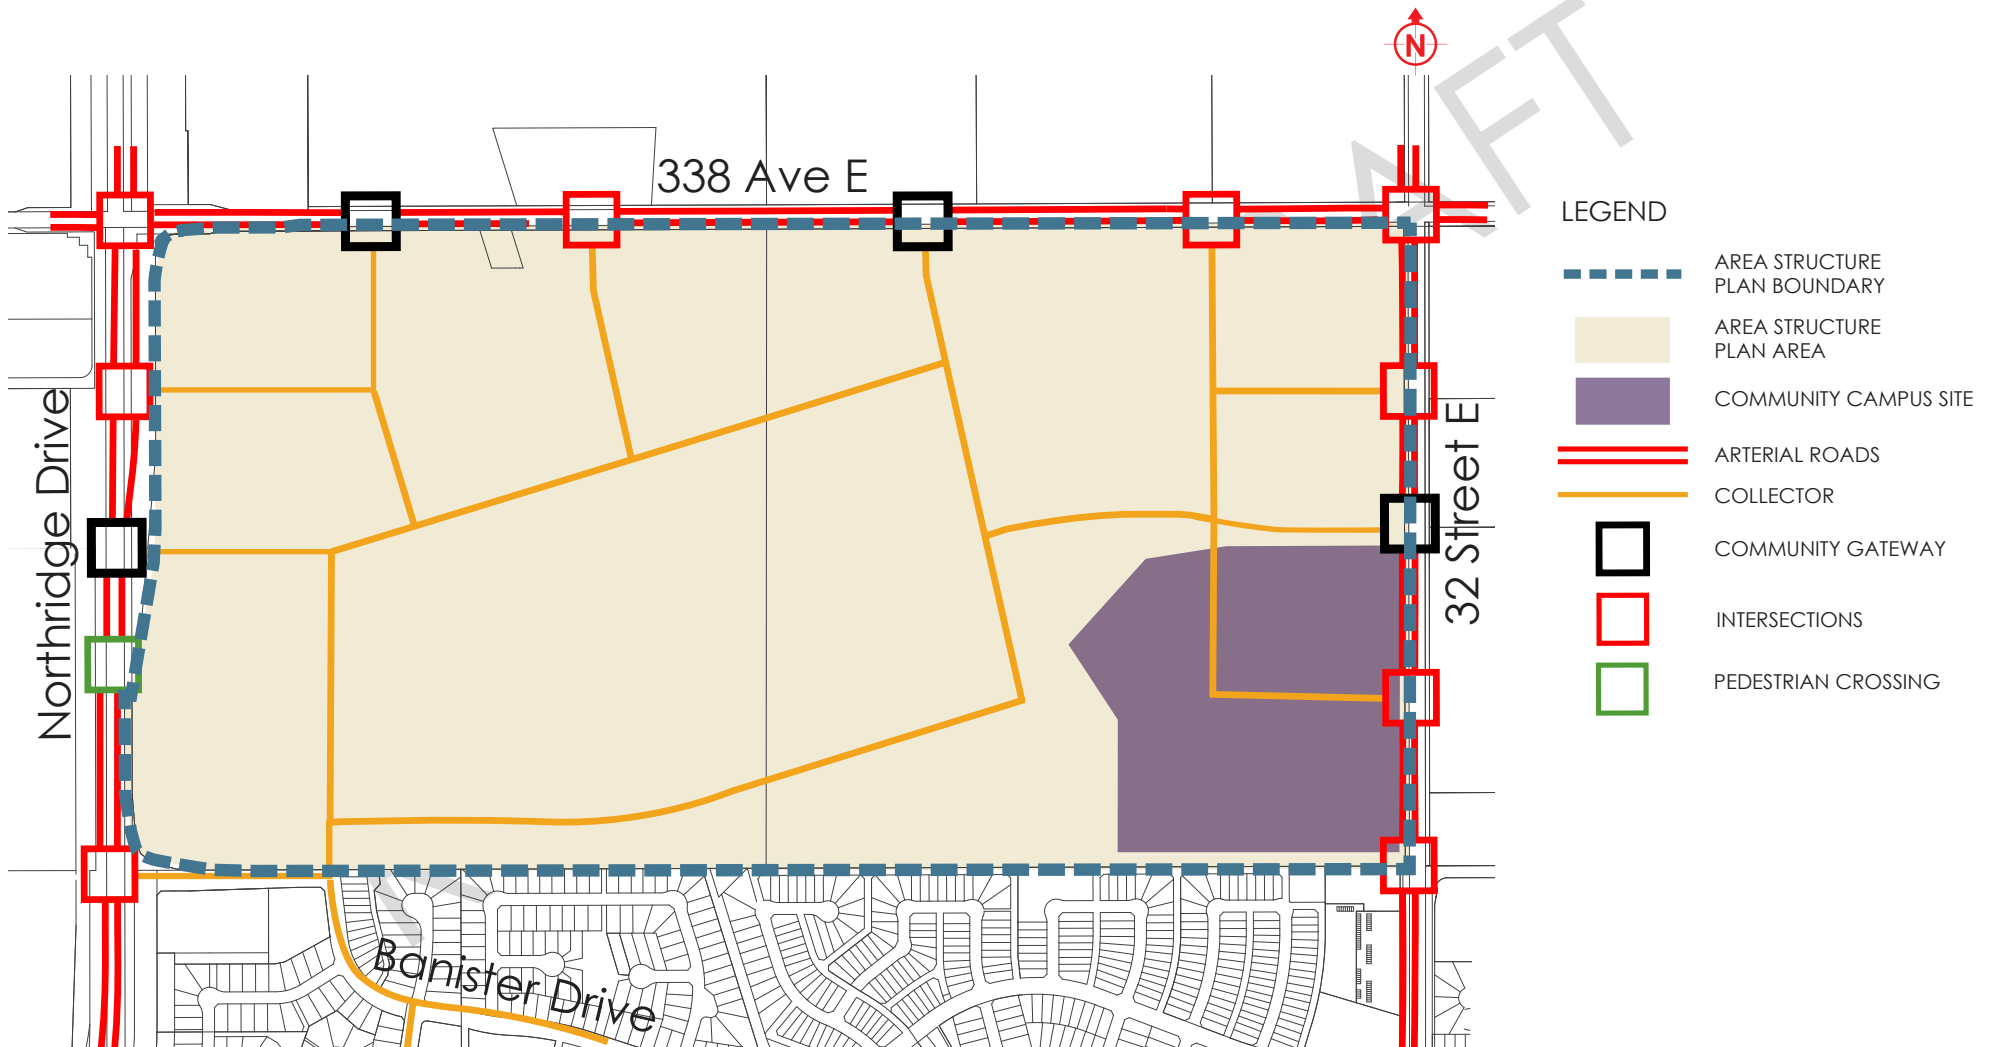 N
338 Ave E
Northridge Drive
32 Street E
Banister Drive
LEGEND
AREA STRUCTURE
PLAN BOUNDARY
AREA STRUCTURE
PLAN AREA
COMMUNITY CAMPUS SITE
ARTERIAL ROADS
COLLECTOR
COMMUNITY GATEWAY
INTERSECTIONS
PEDESTRIAN CROSSING